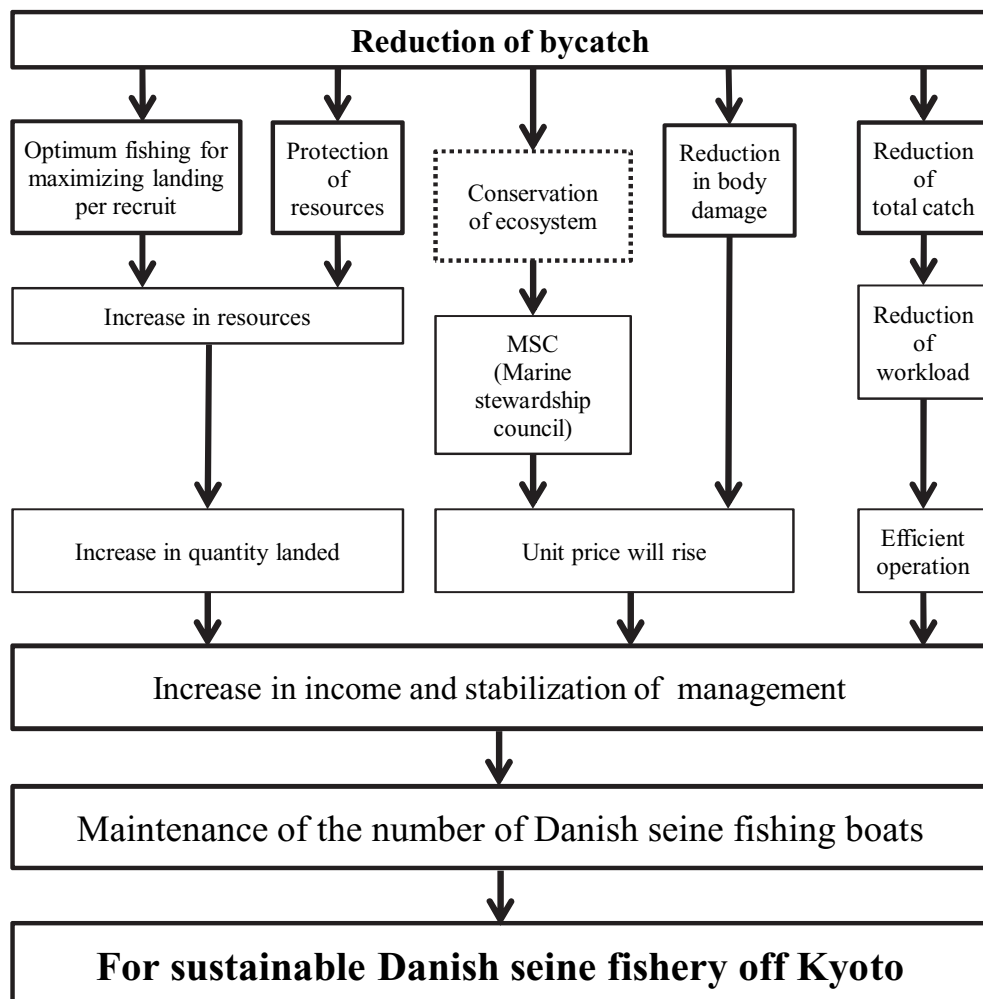 Reduction of bycatch
Optimum fishing for
maximizing landing
per recruit
Protection
of
resources
Conservation
of ecosystem
Reduction
in body
damage
Reduction
of
total catch
Increase in resources
MSC
(Marine
stewardship
council)
Reduction
of
workload
Increase in quantity landed
Unit price will rise
Efficient
operation
Increase in income and stabilization of management
Maintenance of the number of Danish seine fishing boats
For sustainable Danish seine fishery off Kyoto